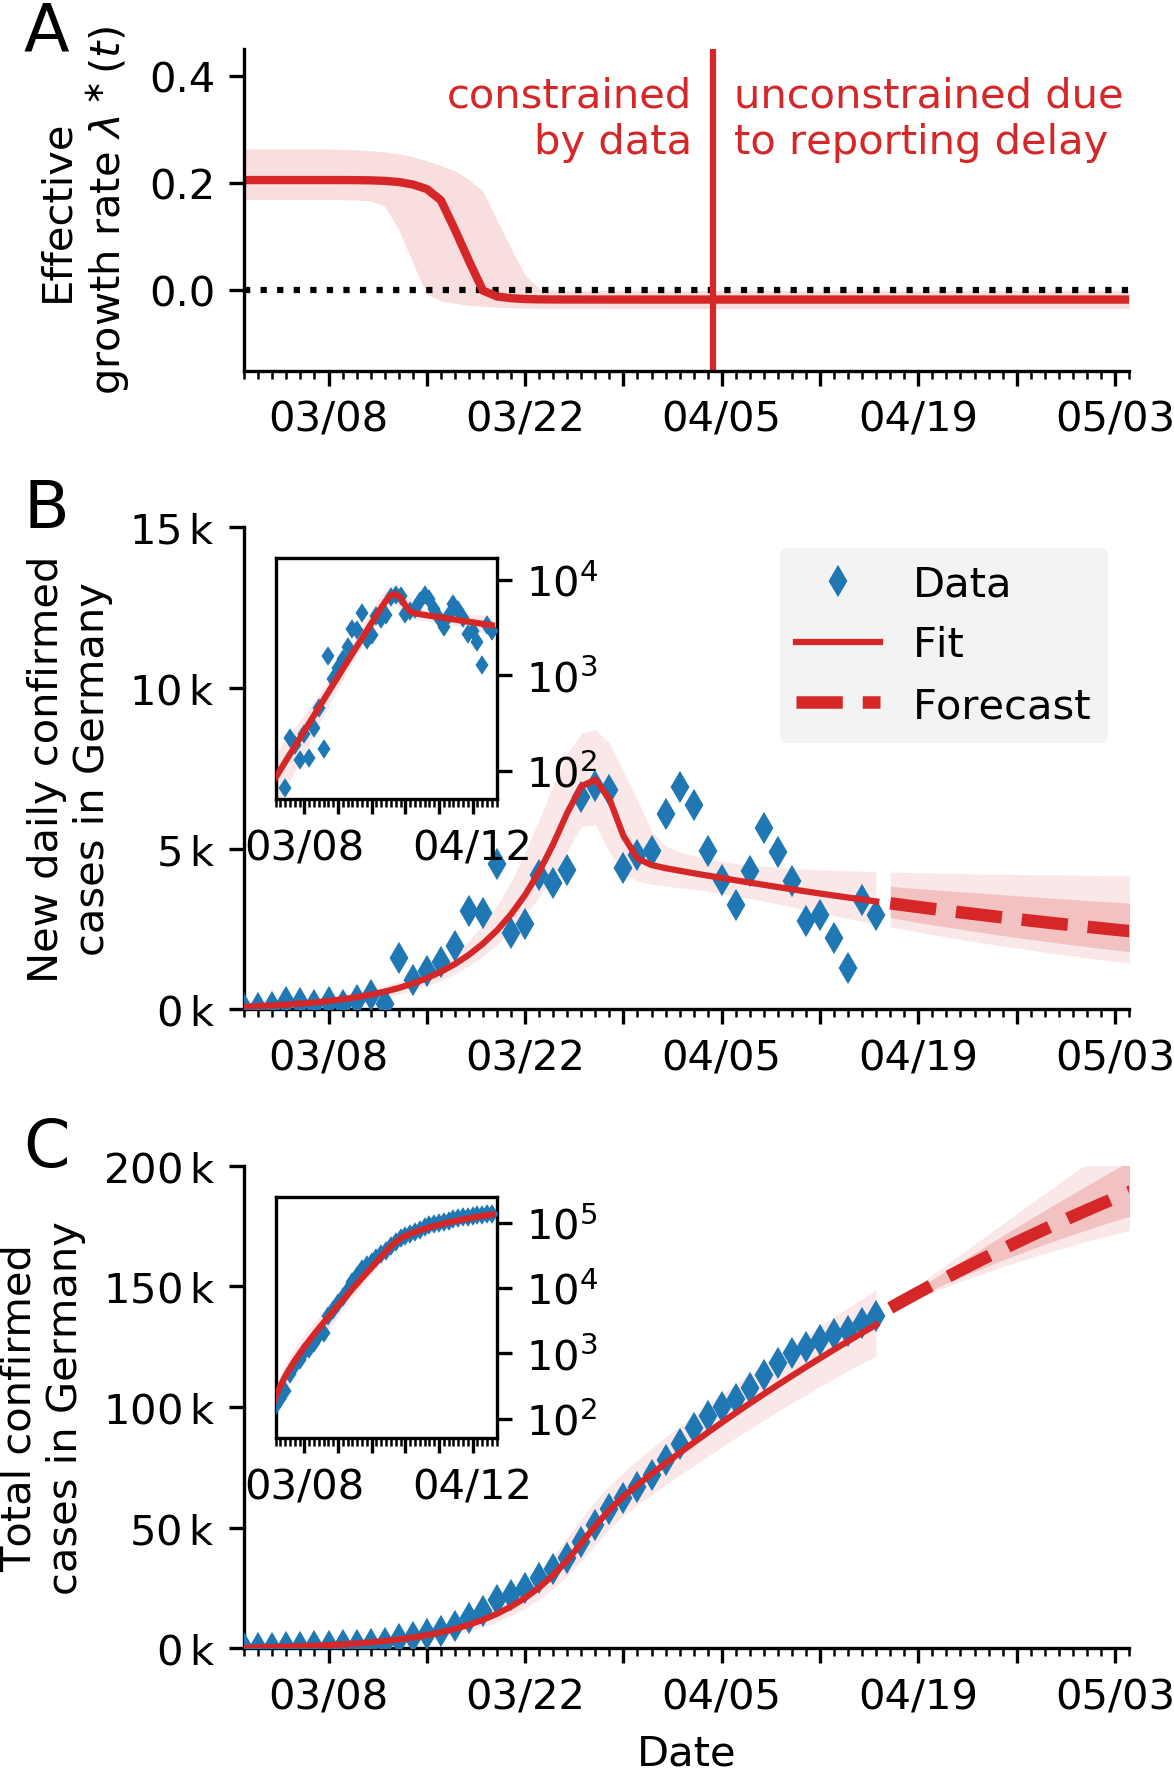 A
Effective
growth rate λ * (t)
0.4
0.2
0.0
constrained
by data
unconstrained due
to reporting delay
03/08
03/22
04/05
04/19
05/03
B
New daily confirmed
cases in Germany
15 k
10 k
5 k
0 k
10⁴
10³
10²
03/08
04/12
Data
Fit
Forecast
03/08
03/22
04/05
04/19
05/03
C
Total confirmed
cases in Germany
200 k
150 k
100 k
50 k
0 k
10⁵
10⁴
10³
10²
03/08
04/12
03/08
03/22
04/05
04/19
05/03
Date